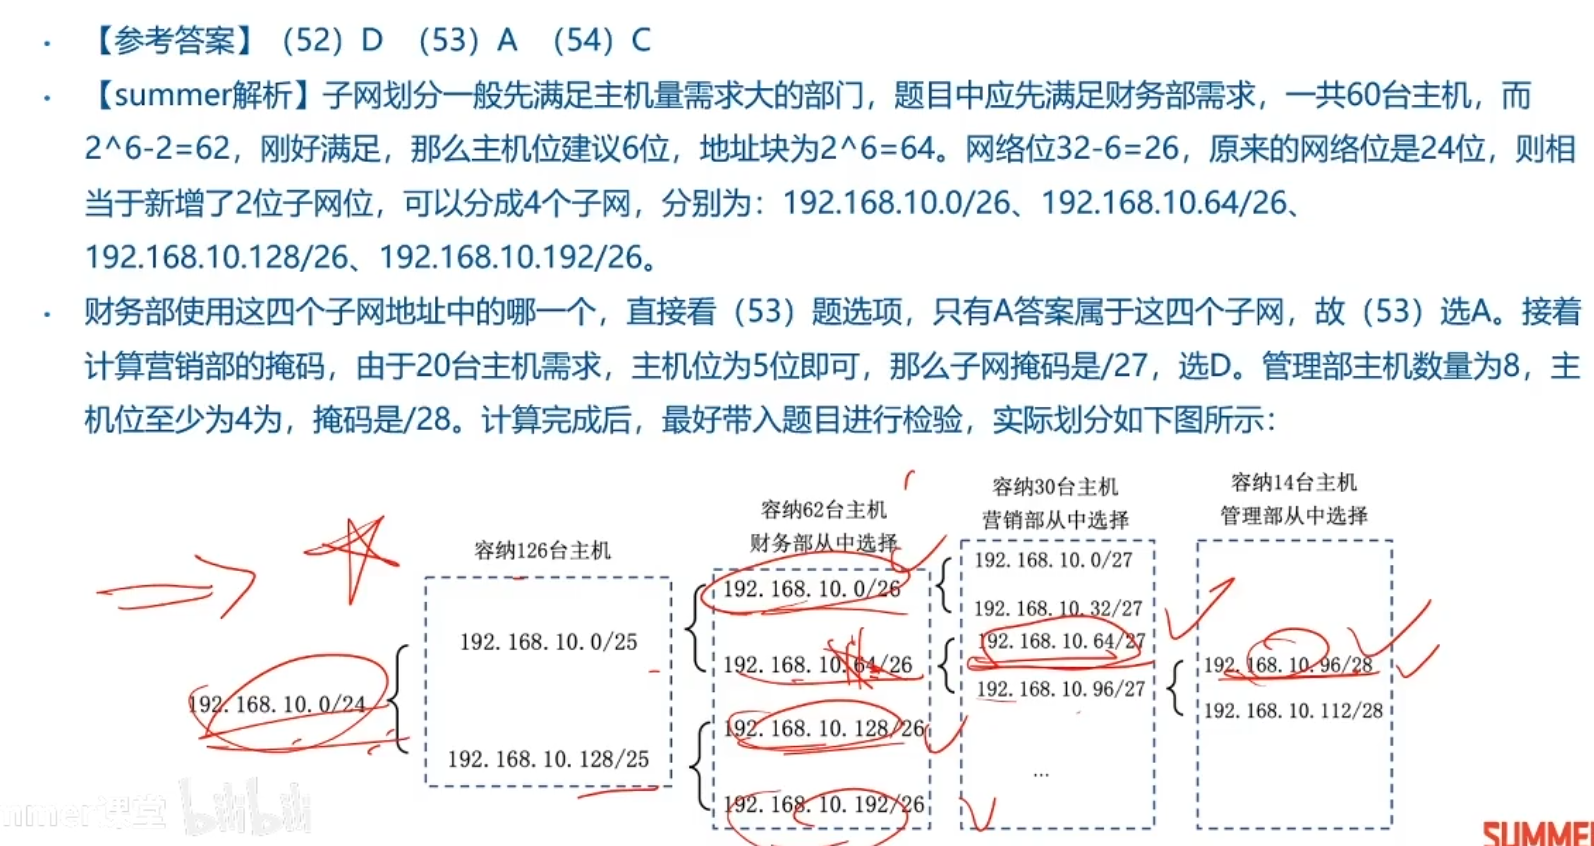 · 【参考答案】（52）D （53）A （54）C
· 【summer解析】子网划分一般先满足主机量需求大的部门，题目中应先满足财务部需求，一共60台主机，而
2^6-2=62，刚好满足，那么主机位建议6位，地址块为2^6=64。网络位32-6=26，原来的网络位是24位，则相
当于新增了2位子网位，可以分成4个子网，分别为：192.168.10.0/26、192.168.10.64/26、
192.168.10.128/26、192.168.10.192/26。
· 财务部使用这四个子网地址中的哪一个，直接看（53）题选项，只有A答案属于这四个子网，故（53）选A。接着
计算营销部的掩码，由于20台主机需求，主机位为5位即可，那么子网掩码是/27，选D。管理部主机数量为8，主
机位至少为4为，掩码是/28。计算完成后，最好带入题目进行检验，实际划分如下图所示：
192.168.10.0/24
容纳126台主机
192.168.10.0/25
192.168.10.128/25
容纳62台主机
财务部从中选择
192.168.10.0/26
192.168.10.64/26
192.168.10.128/26
192.168.10.192/26
容纳30台主机
营销部从中选择
192.168.10.0/27
192.168.10.32/27
192.168.10.64/27
192.168.10.96/27
...
容纳14台主机
管理部从中选择
192.168.10.96/28
192.168.10.112/28
mmer课堂 bilibili
SUMMER